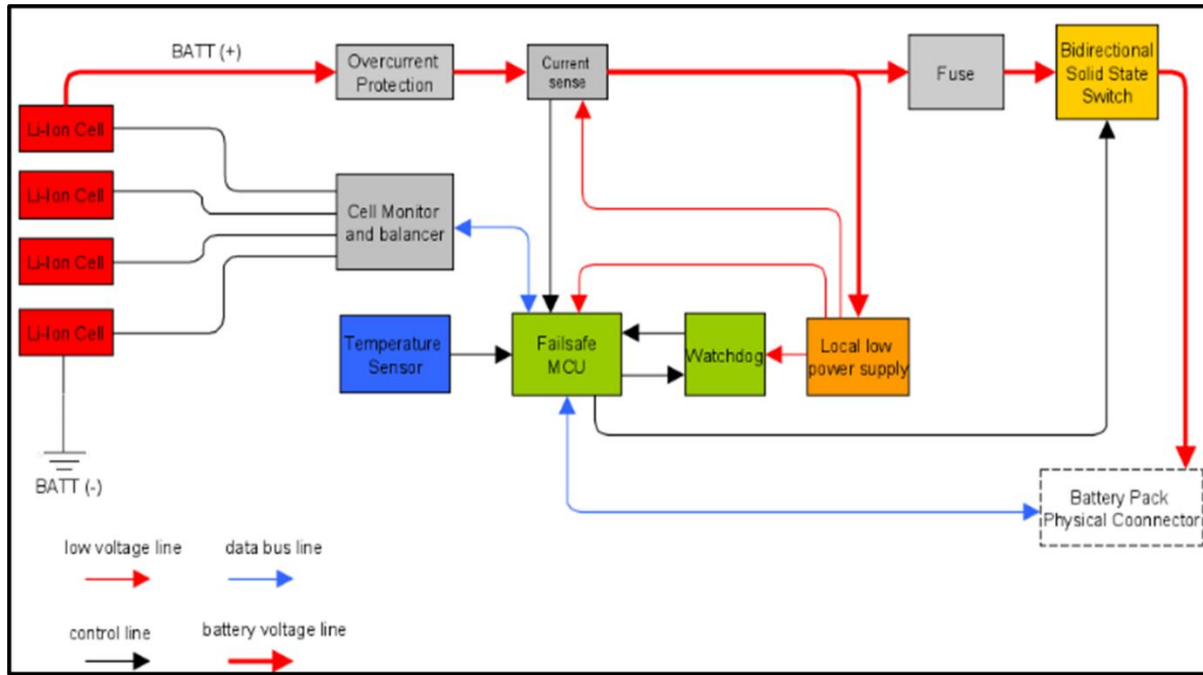 BATT (+)
Overcurrent
Protection
Current
sense
Fuse
Bidirectional
Solid State
Switch
Li-Ion Cell
Li-Ion Cell
Li-Ion Cell
Li-Ion Cell
Cell Monitor
and balancer
Temperature
Sensor
Failsafe
MCU
Watchdog
Local low
power supply
BATT (-)
Battery Pack
Physical Coonnector
low voltage line
data bus line
control line
battery voltage line